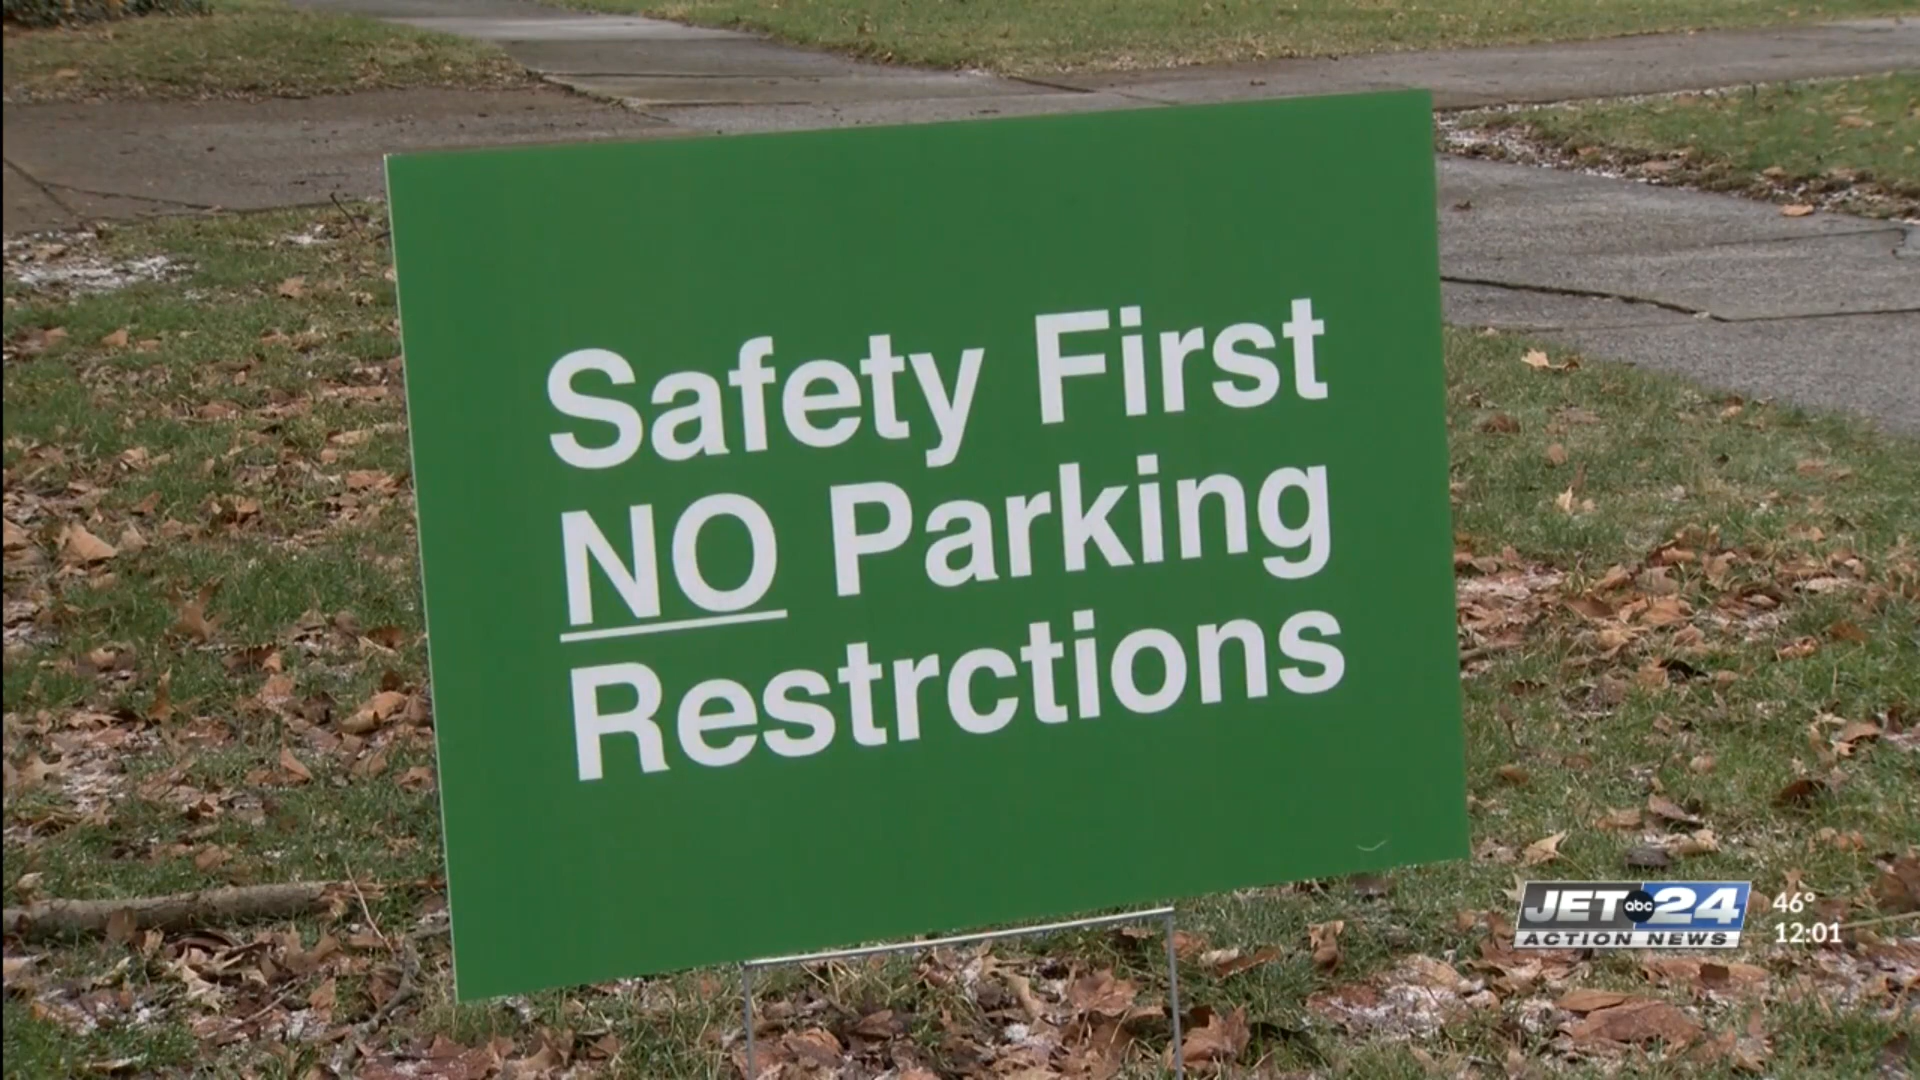 Safety First
NO Parking
Restrctions
JET abc 24
ACTION NEWS
46°
12:01